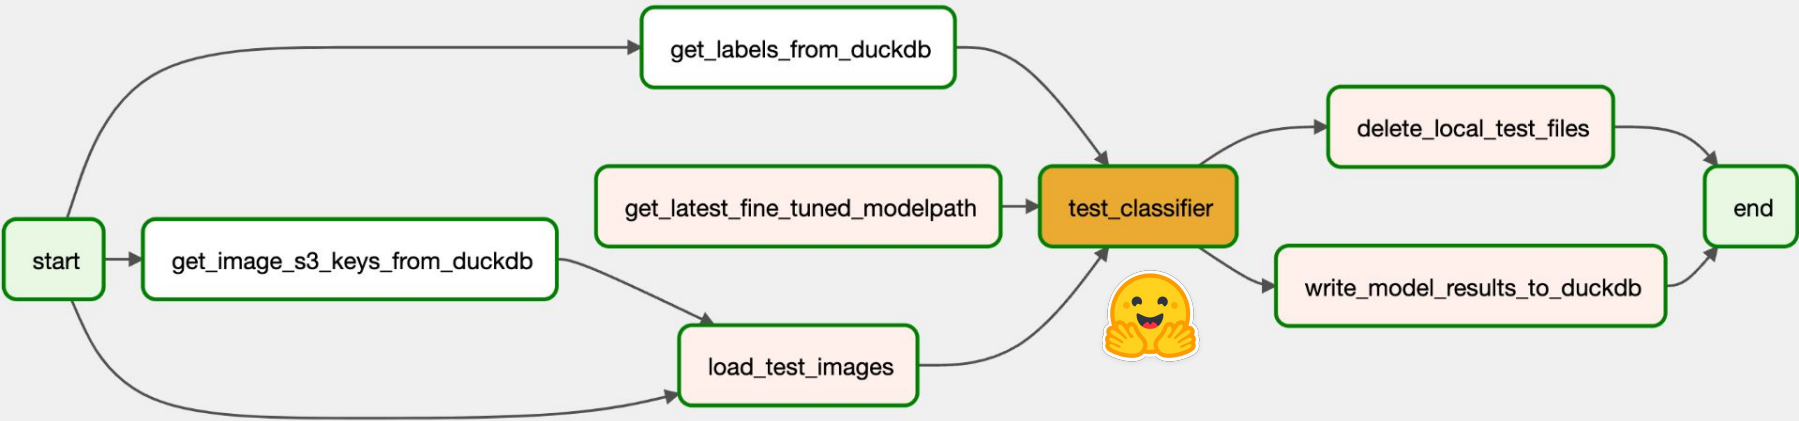 get_labels_from_duckdb
delete_local_test_files
get_latest_fine_tuned_modelpath
test_classifier
end
start
get_image_s3_keys_from_duckdb
write_model_results_to_duckdb
load_test_images